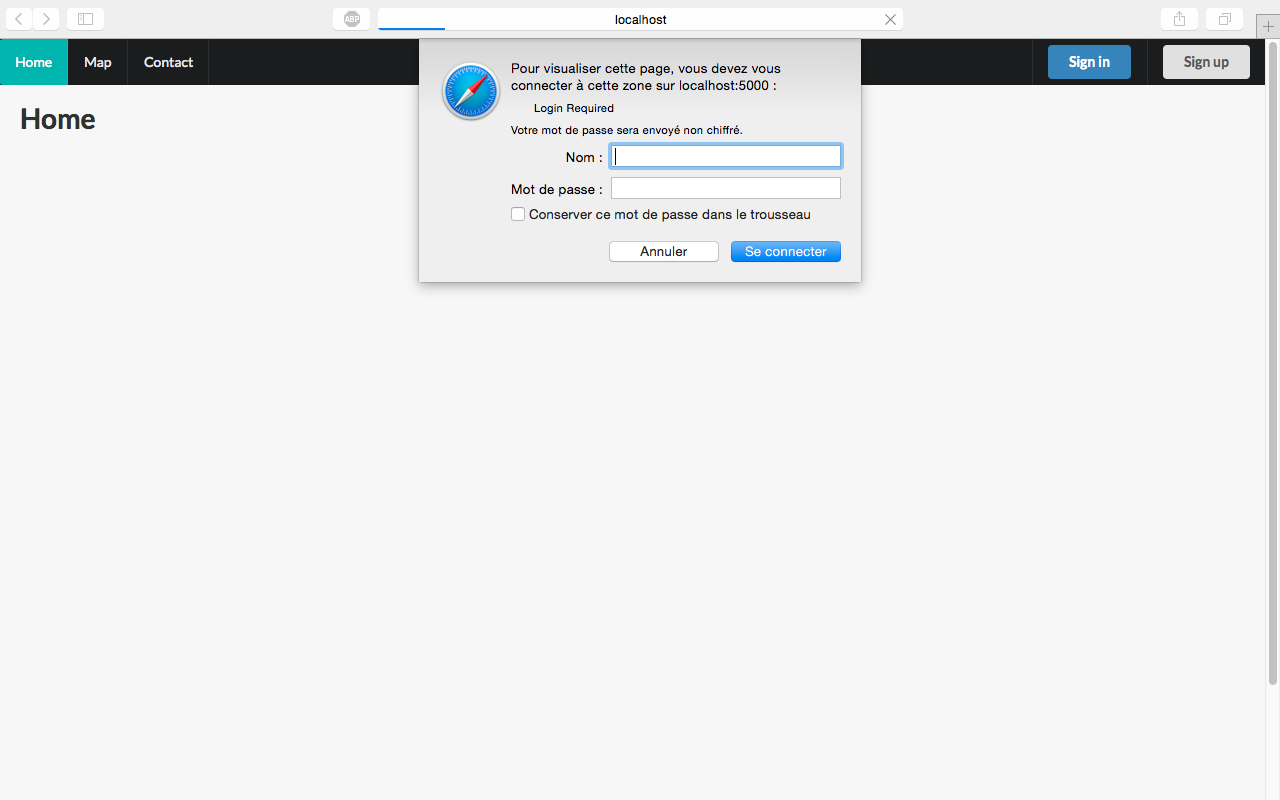 ABP
localhost
Home
Map
Contact
Sign in
Sign up
Home
Pour visualiser cette page, vous devez vous
connecter à cette zone sur localhost:5000 :
Login Required
Votre mot de passe sera envoyé non chiffré.
Nom :
Mot de passe :
Conserver ce mot de passe dans le trousseau
Annuler
Se connecter